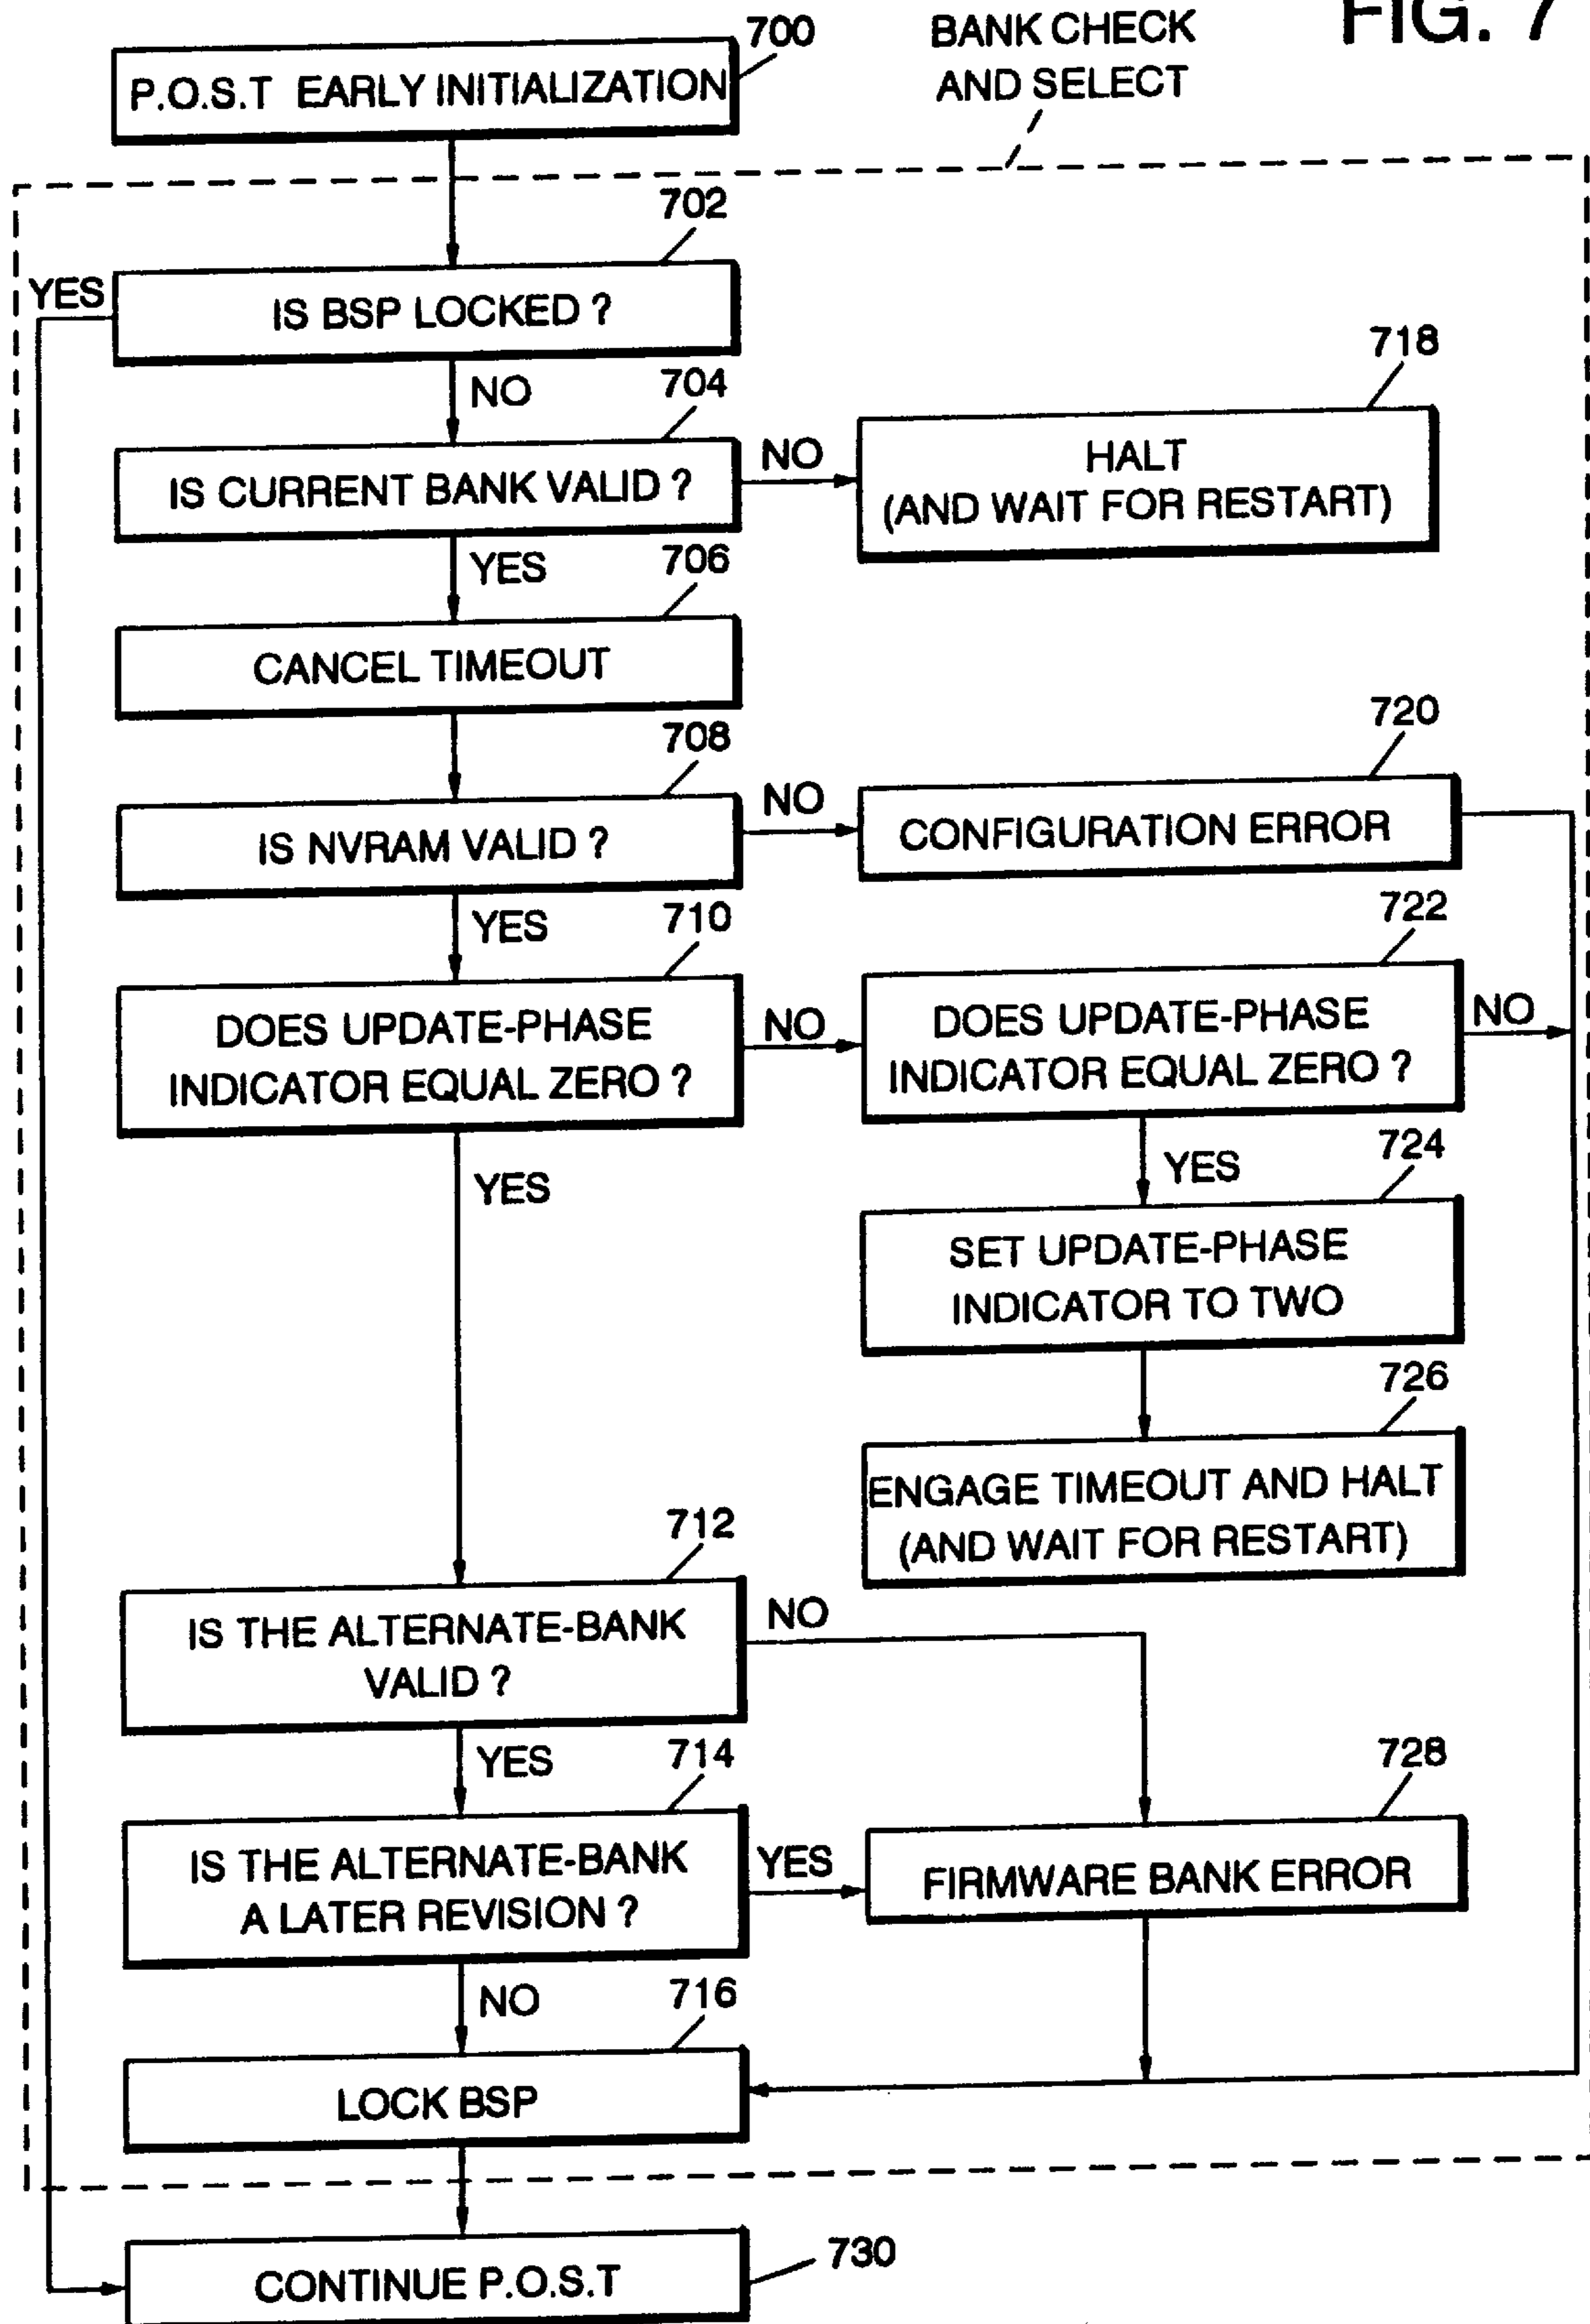 FIG. 7
BANK CHECK
AND SELECT
700
P.O.S.T EARLY INITIALIZATION
702
YES
IS BSP LOCKED ?
NO
704
718
IS CURRENT BANK VALID ?
NO
HALT
(AND WAIT FOR RESTART)
YES
706
CANCEL TIMEOUT
708
720
IS NVRAM VALID ?
NO
CONFIGURATION ERROR
YES
710
722
DOES UPDATE-PHASE
INDICATOR EQUAL ZERO ?
NO
DOES UPDATE-PHASE
INDICATOR EQUAL ZERO ?
NO
YES
YES
724
SET UPDATE-PHASE
INDICATOR TO TWO
726
ENGAGE TIMEOUT AND HALT
(AND WAIT FOR RESTART)
712
IS THE ALTERNATE-BANK
VALID ?
NO
YES
714
728
IS THE ALTERNATE-BANK
A LATER REVISION ?
YES
FIRMWARE BANK ERROR
NO
716
LOCK BSP
CONTINUE P.O.S.T
730